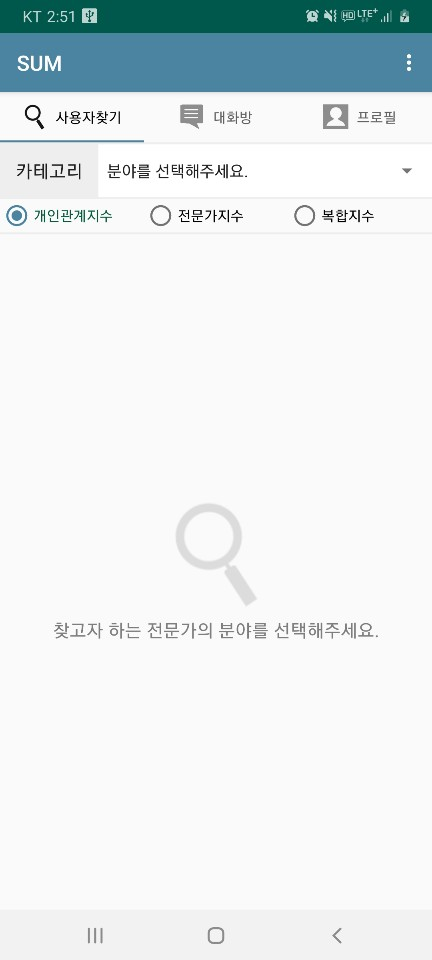 KT 2:51 HD LTE+
SUM
사용자찾기 대화방 프로필
카테고리 분야를 선택해주세요.
개인관계지수 전문가지수 복합지수
찾고자 하는 전문가의 분야를 선택해주세요.